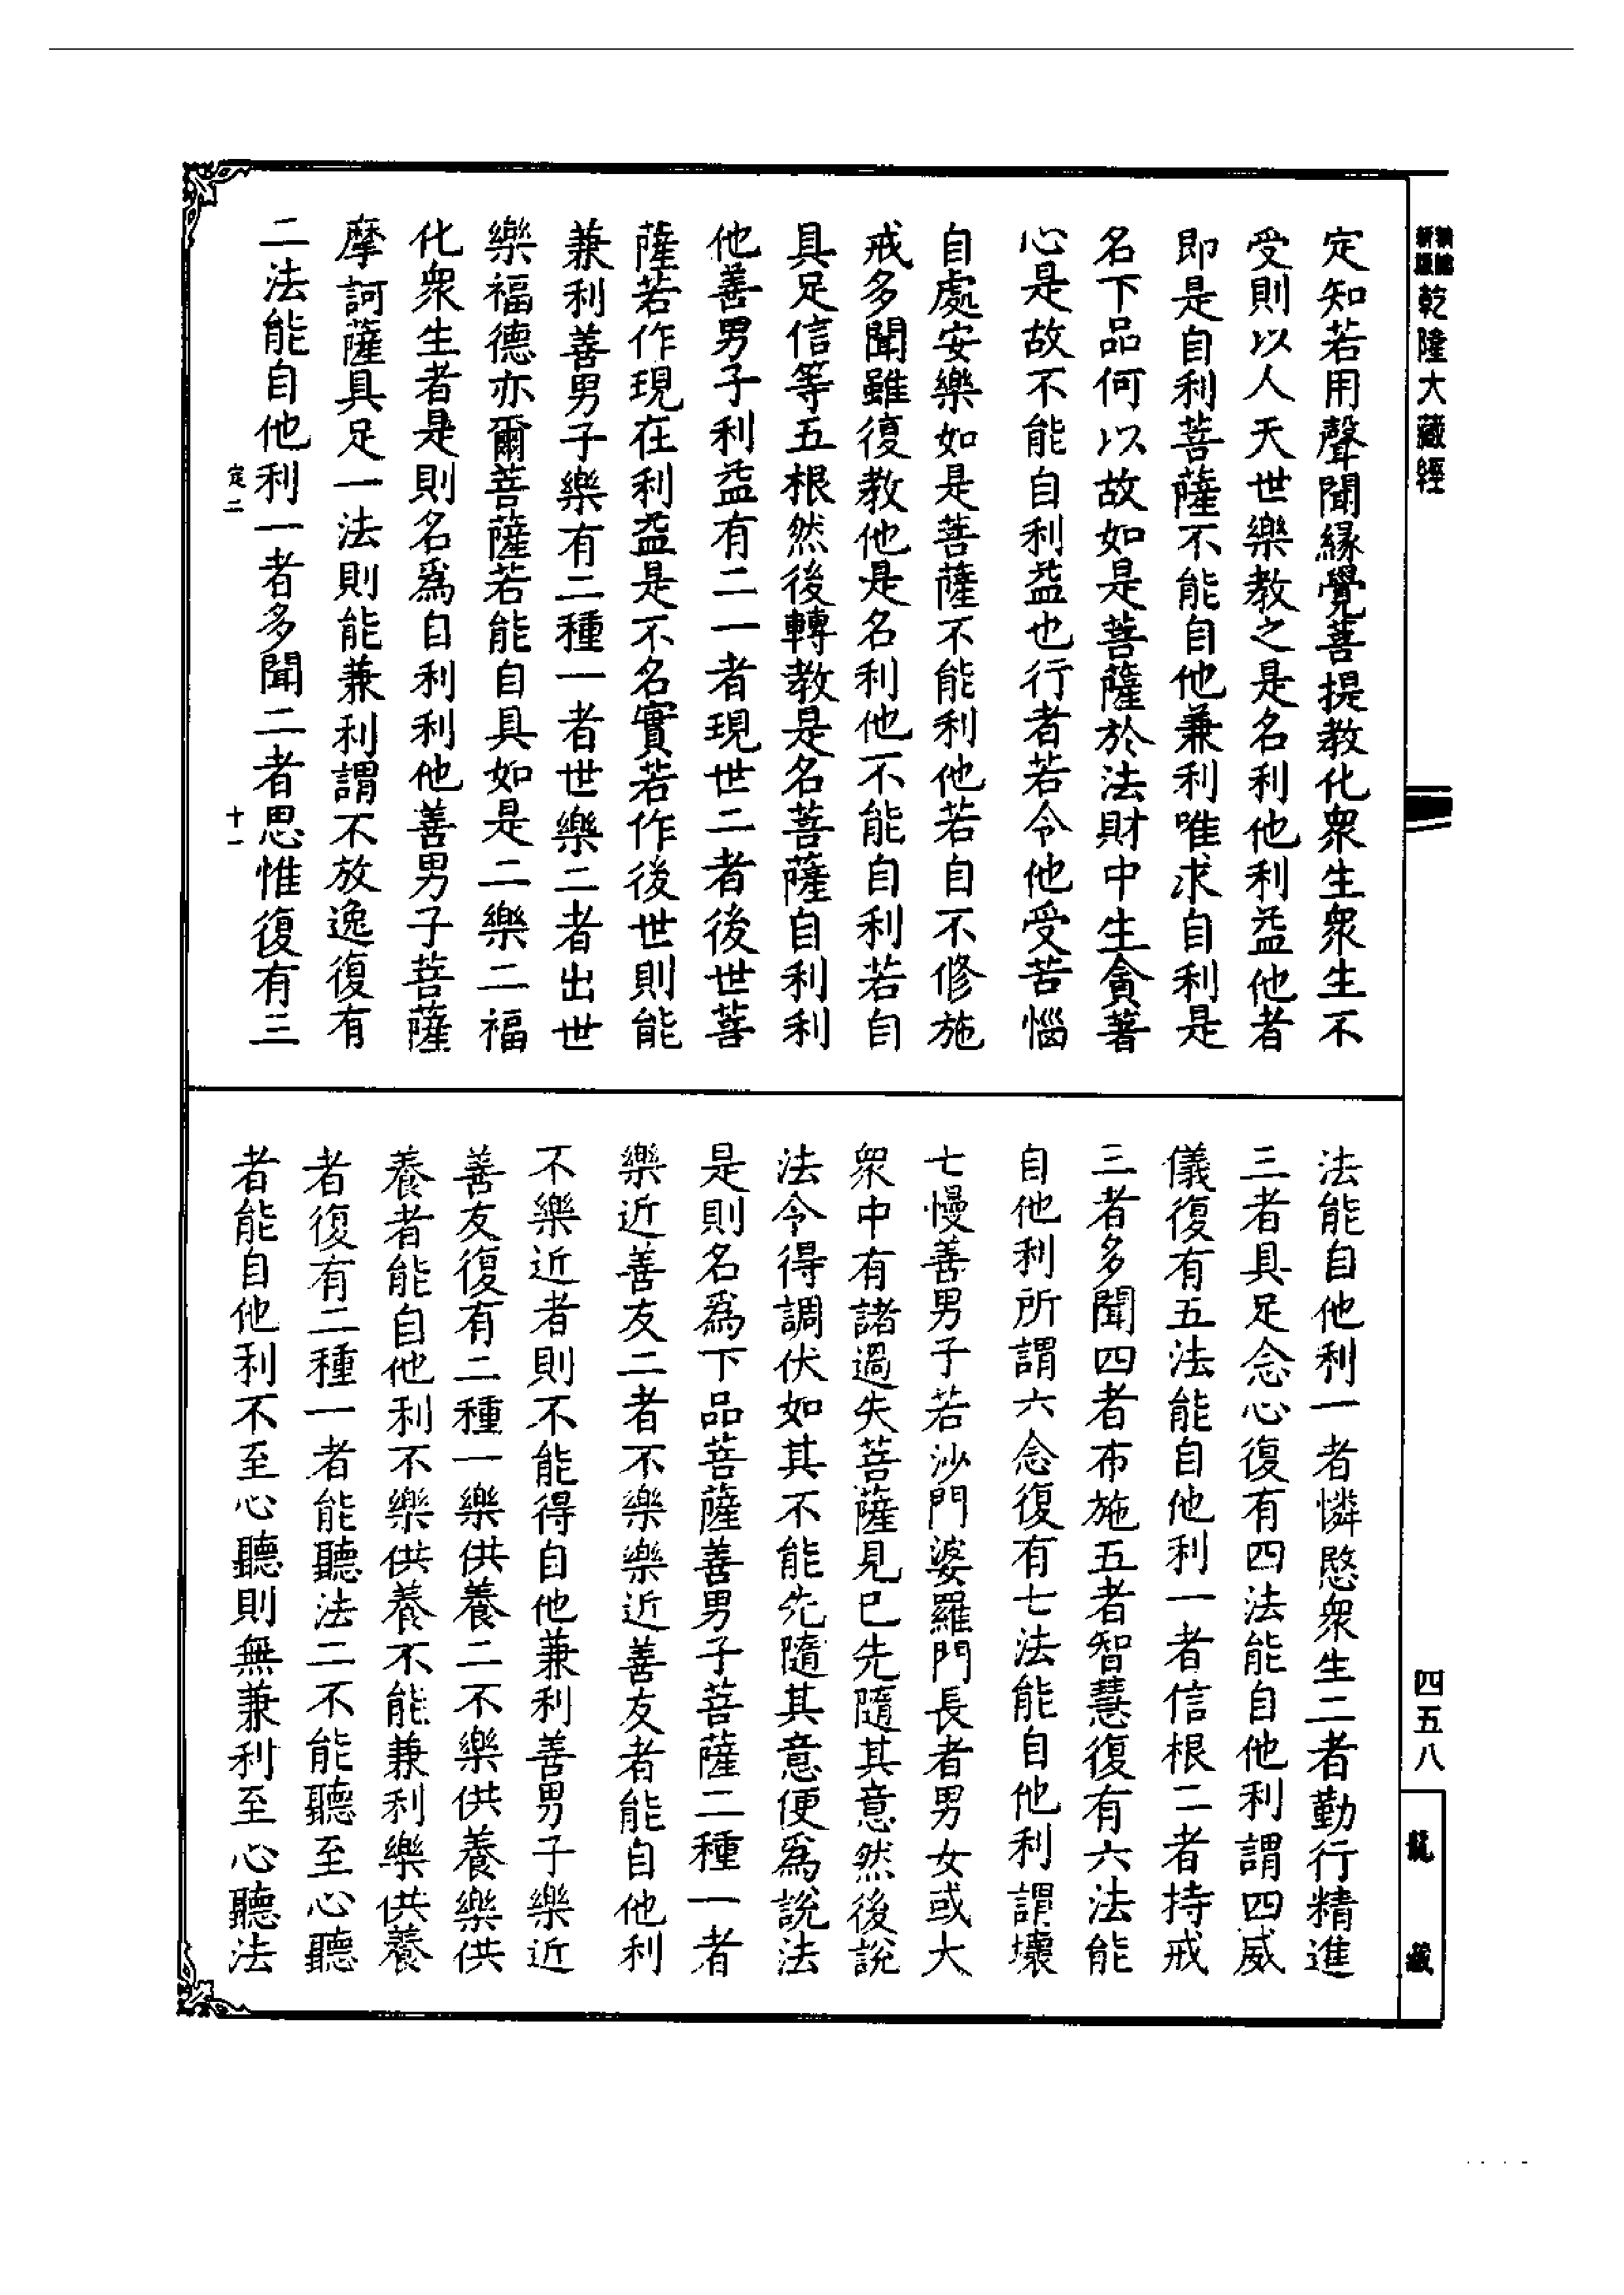 乾隆大藏經
四五八
龍藏
定知若用聲聞緣覺菩提教化衆生衆生不
受則以人天世樂教之是名利他利益他者
即是自利菩薩不能自他兼利唯求自利是
名下品何以故如是菩薩於法財中生貪著
心是故不能自利益也行者若令他受苦惱
自處安樂如是菩薩不能利他若自不修施
戒多聞雖復教他是名利他不能自利若自
具足信等五根然後轉教是名菩薩自利利
他善男子利益有二一者現世二者後世菩
薩若作現在利益是不名實若作後世則能
兼利善男子樂有二種一者世樂二者出世
樂福德亦爾菩薩若能自具如是二樂二福
化衆生者是則名爲自利利他善男子菩薩
摩訶薩具足一法則能兼利謂不放逸復有
二法能自他利一者多聞二者思惟復有三
定二
十一
法能自他利一者憐愍衆生二者勤行精進
三者具足念心復有四法能自他利謂四威
儀復有五法能自他利一者信根二者持戒
三者多聞四者布施五者智慧復有六法能
自他利所謂六念復有七法能自他利謂壞
七慢善男子若沙門婆羅門長者男女或大
衆中有諸過失菩薩見已先隨其意然後說
法令得調伏如其不能先隨其意便爲說法
是則名爲下品菩薩善男子菩薩二種一者
樂近善友二者不樂樂近善友者能自他利
不樂近者則不能得自他兼利善男子樂近
善友復有二種一樂供養二不樂供養樂供
養者能自他利不樂供養不能兼利樂供養
者復有二種一者能聽法二不能聽至心聽
者能自他利不至心聽則無兼利至心聽法